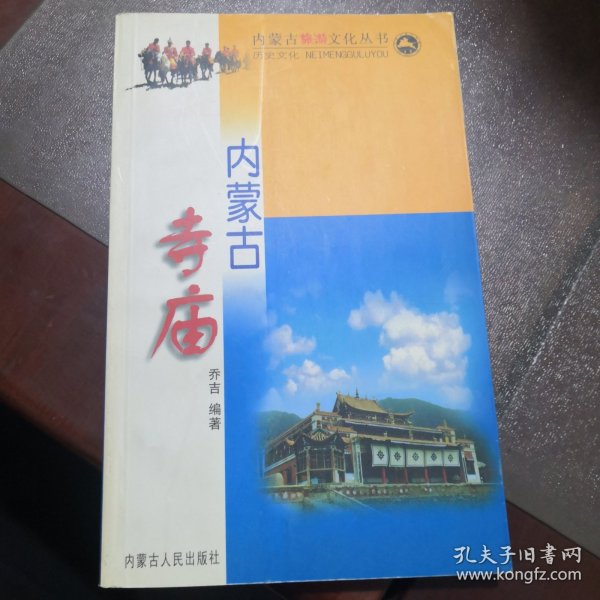 内蒙古旅游文化丛书
历史文化 NEIMENGGULUYOU
内蒙古
寺庙
乔吉 编著
内蒙古人民出版社
孔夫子旧书网
www.kongfz.com